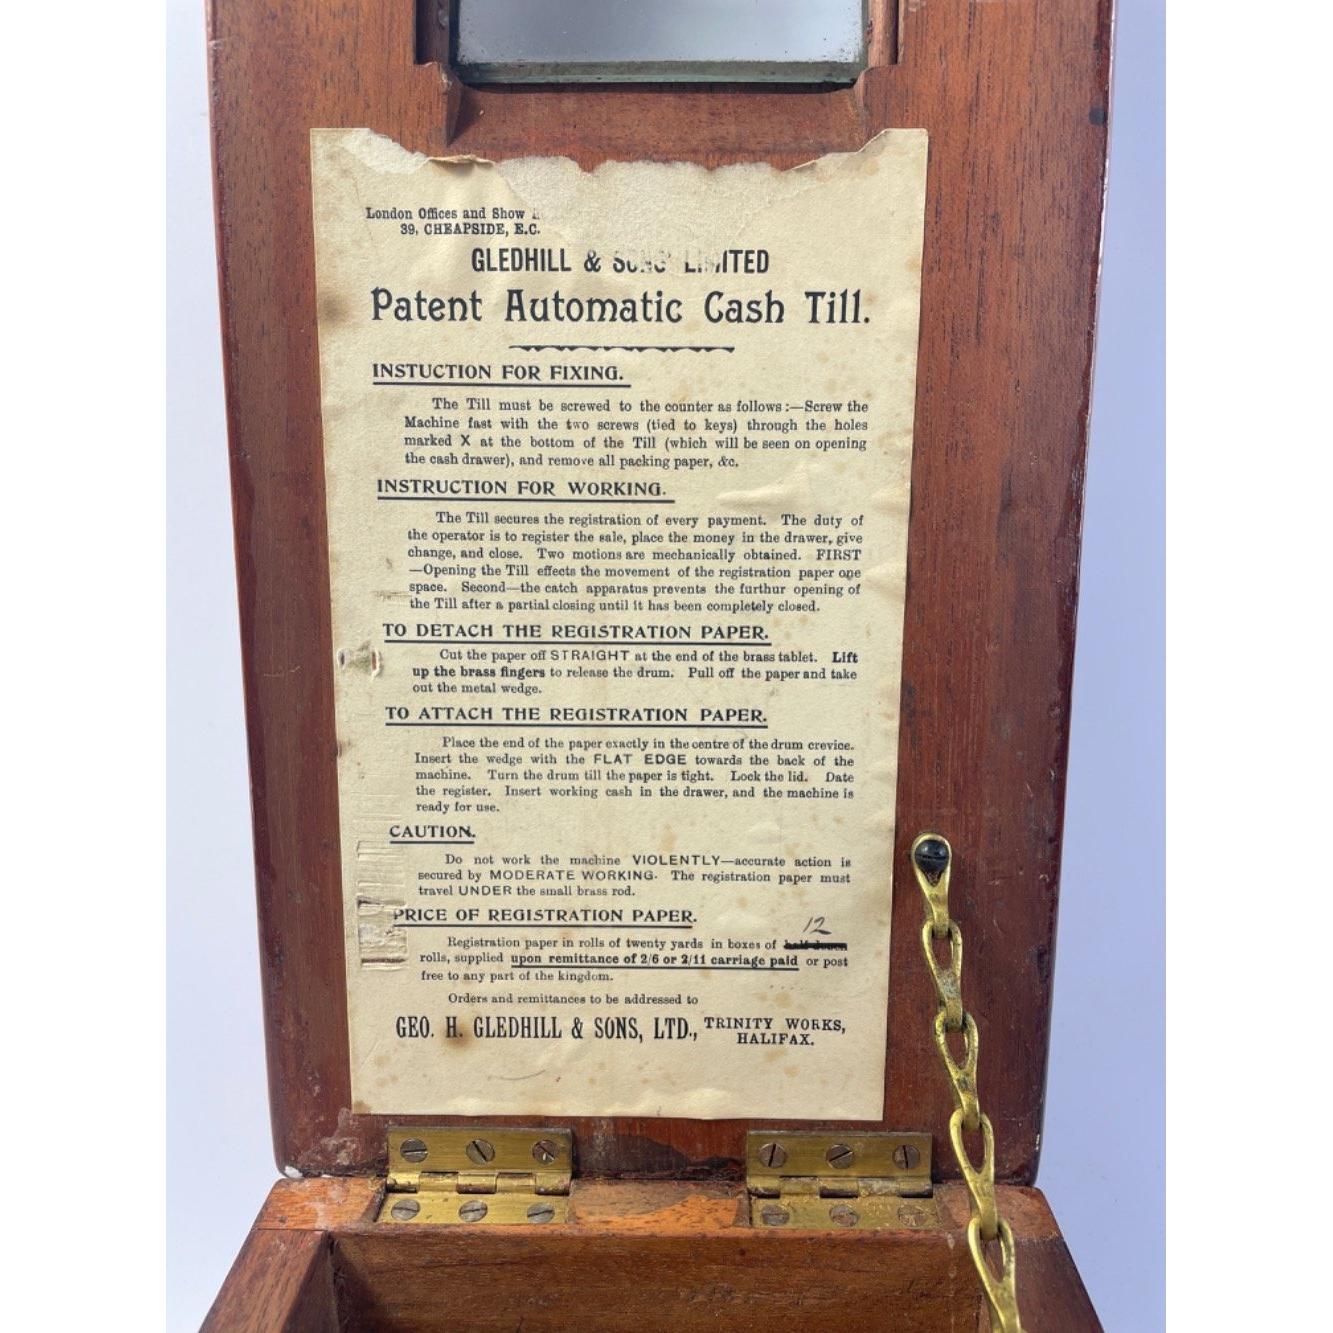 London Offices and Show
39, CHEAPSIDE, E.C.
GLEDHILL & SONS LIMITED
Patent Automatic Cash Till.
INSTUCTION FOR FIXING.
The Till must be screwed to the counter as follows :—Screw the
Machine fast with the two screws (tied to keys) through the holes
marked X at the bottom of the Till (which will be seen on opening
the cash drawer), and remove all packing paper, &c.
INSTRUCTION FOR WORKING.
The Till secures the registration of every payment. The duty of
the operator is to register the sale, place the money in the drawer, give
change, and close. Two motions are mechanically obtained. FIRST
—Opening the Till effects the movement of the registration paper one
space. Second—the catch apparatus prevents the furthur opening of
the Till after a partial closing until it has been completely closed.
TO DETACH THE REGISTRATION PAPER.
Cut the paper off STRAIGHT at the end of the brass tablet. Lift
up the brass fingers to release the drum. Pull off the paper and take
out the metal wedge.
TO ATTACH THE REGISTRATION PAPER.
Place the end of the paper exactly in the centre of the drum crevice.
Insert the wedge with the FLAT EDGE towards the back of the
machine. Turn the drum till the paper is tight. Lock the lid. Date
the register. Insert working cash in the drawer, and the machine is
ready for use.
CAUTION.
Do not work the machine VIOLENTLY—accurate action is
secured by MODERATE WORKING. The registration paper must
travel UNDER the small brass rod.
PRICE OF REGISTRATION PAPER.
12
Registration paper in rolls of twenty yards in boxes of
rolls, supplied upon remittance of 2/6 or 2/11 carriage paid or post
free to any part of the kingdom.
Orders and remittances to be addressed to
GEO. H. GLEDHILL & SONS, LTD., TRINITY WORKS,
HALIFAX.